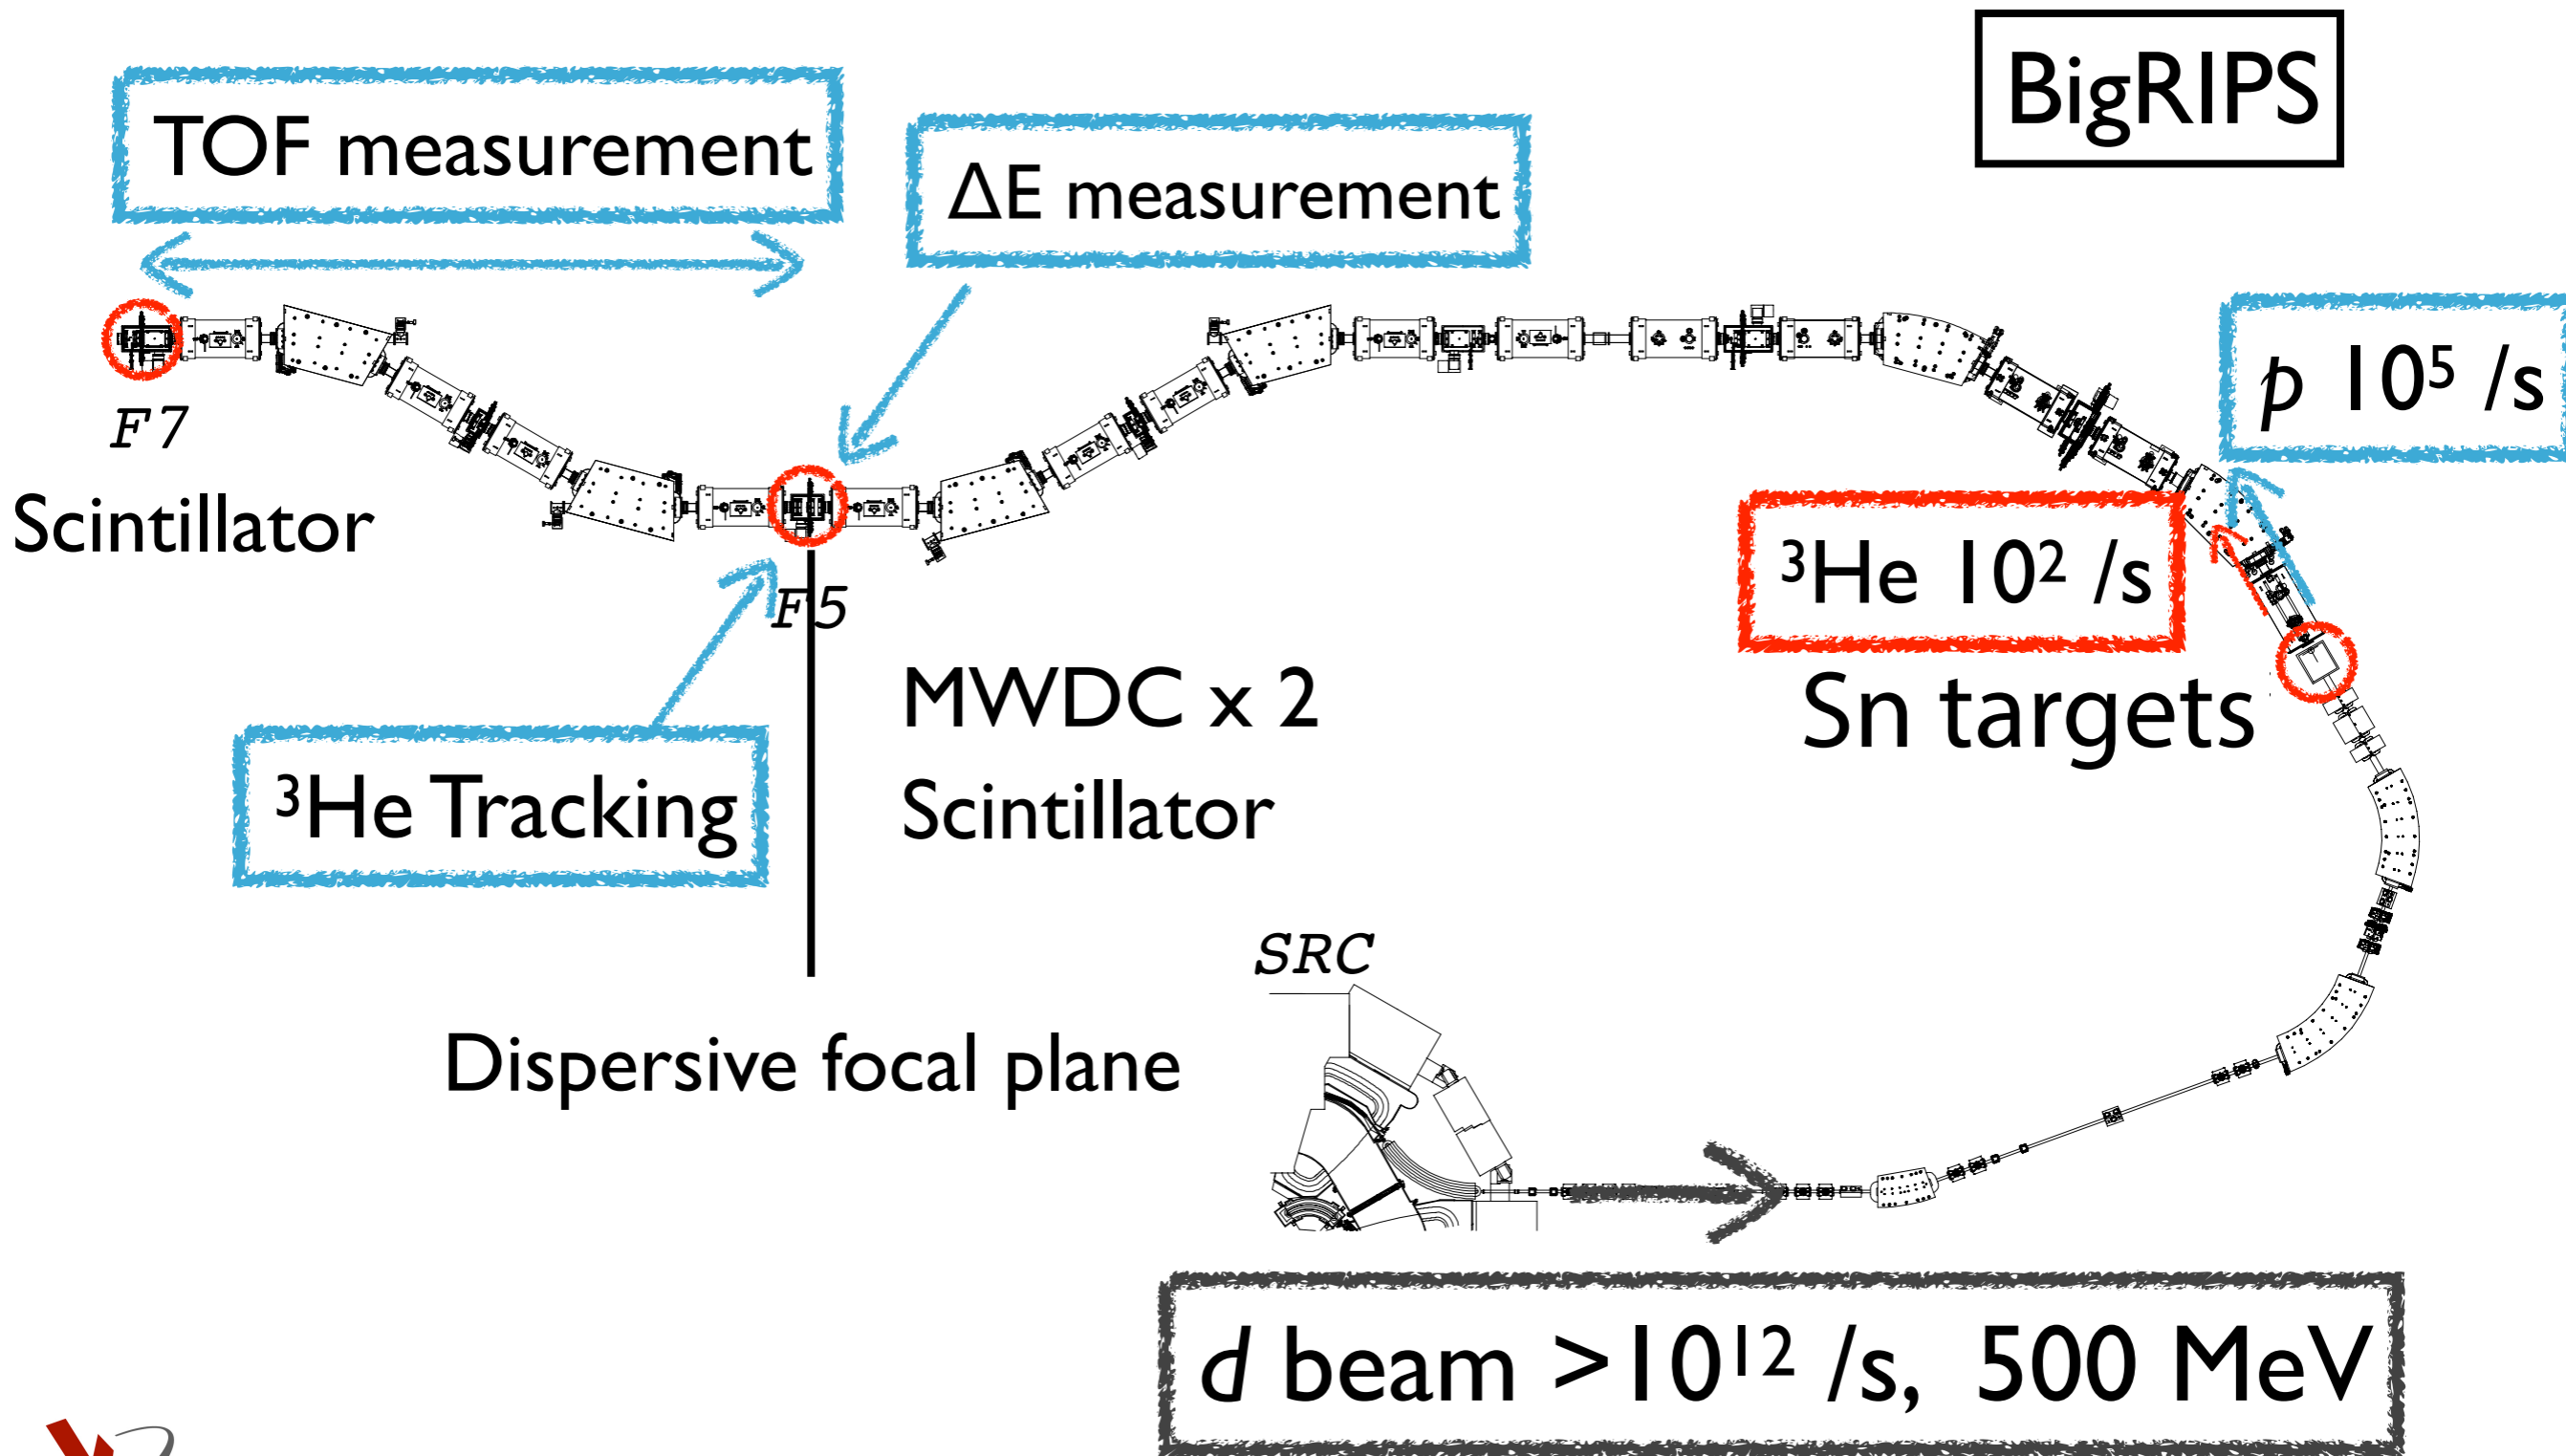 BigRIPS
TOF measurement
ΔE measurement
p 10⁵ /s
F7
Scintillator
³He 10² /s
F5
Sn targets
MWDC x 2
³He Tracking
Scintillator
SRC
Dispersive focal plane
d beam >10¹² /s, 500 MeV